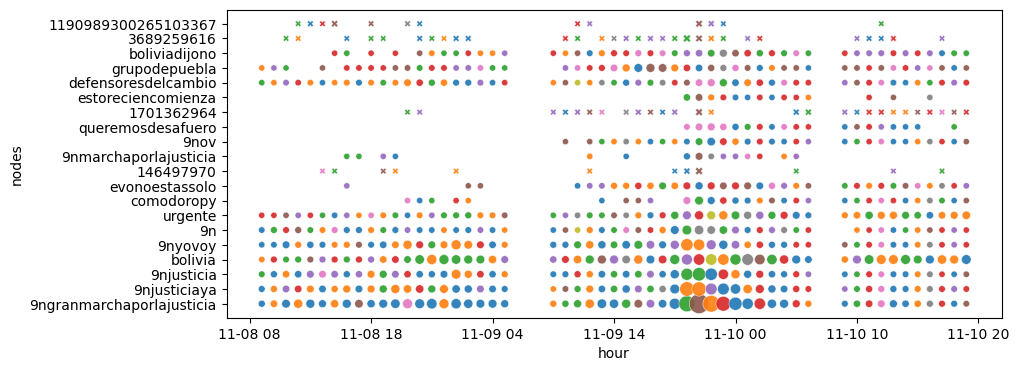 1190989300265103367
3689259616
boliviadijono
grupodepuebla
defensoresdelcambio
estoreciencomienza
1701362964
queremosdesafuero
9nov
9nmarchaporlajusticia
146497970
evonoestassolo
comodoropy
urgente
9n
9nyovoy
bolivia
9njusticia
9njusticiaya
9ngranmarchaporlajusticia
nodes
11-08 08 11-08 18 11-09 04 11-09 14 11-10 00 11-10 10 11-10 20
hour